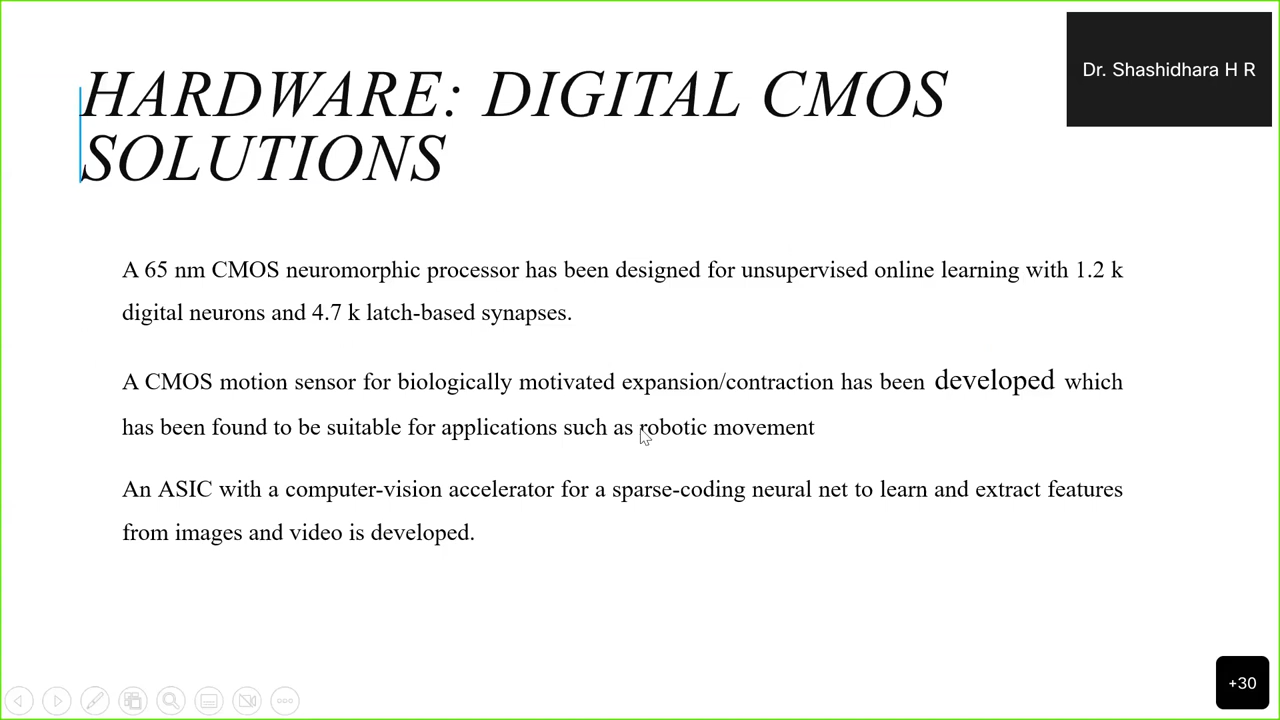 Dr. Shashidhara H R
HARDWARE: DIGITAL CMOS
SOLUTIONS
A 65 nm CMOS neuromorphic processor has been designed for unsupervised online learning with 1.2 k
digital neurons and 4.7 k latch-based synapses.
A CMOS motion sensor for biologically motivated expansion/contraction has been developed which
has been found to be suitable for applications such as robotic movement
An ASIC with a computer-vision accelerator for a sparse-coding neural net to learn and extract features
from images and video is developed.
+30